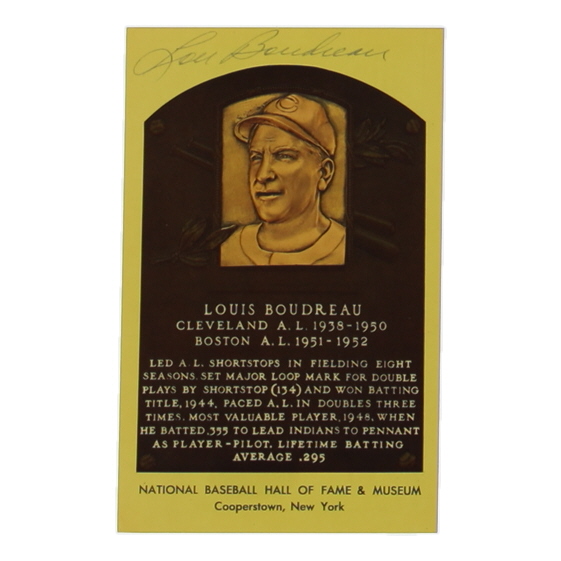 Lou Boudreau
C
LOUIS BOUDREAU
CLEVELAND A. L. 1938-1950
BOSTON A. L. 1951-1952
LED A L. SHORTSTOPS IN FIELDING EIGHT
SEASONS. SET MAJOR LOOP MARK FOR DOUBLE
PLAYS BY SHORTSTOP (134) AND WON BATTING
TITLE, 1944. PACED A. L. IN DOUBLES THREE
TIMES. MOST VALUABLE PLAYER, 1948, WHEN
HE BATTED .355 TO LEAD INDIANS TO PENNANT
AS PLAYER-PILOT. LIFETIME BATTING
AVERAGE .295
NATIONAL BASEBALL HALL OF FAME & MUSEUM
Cooperstown, New York